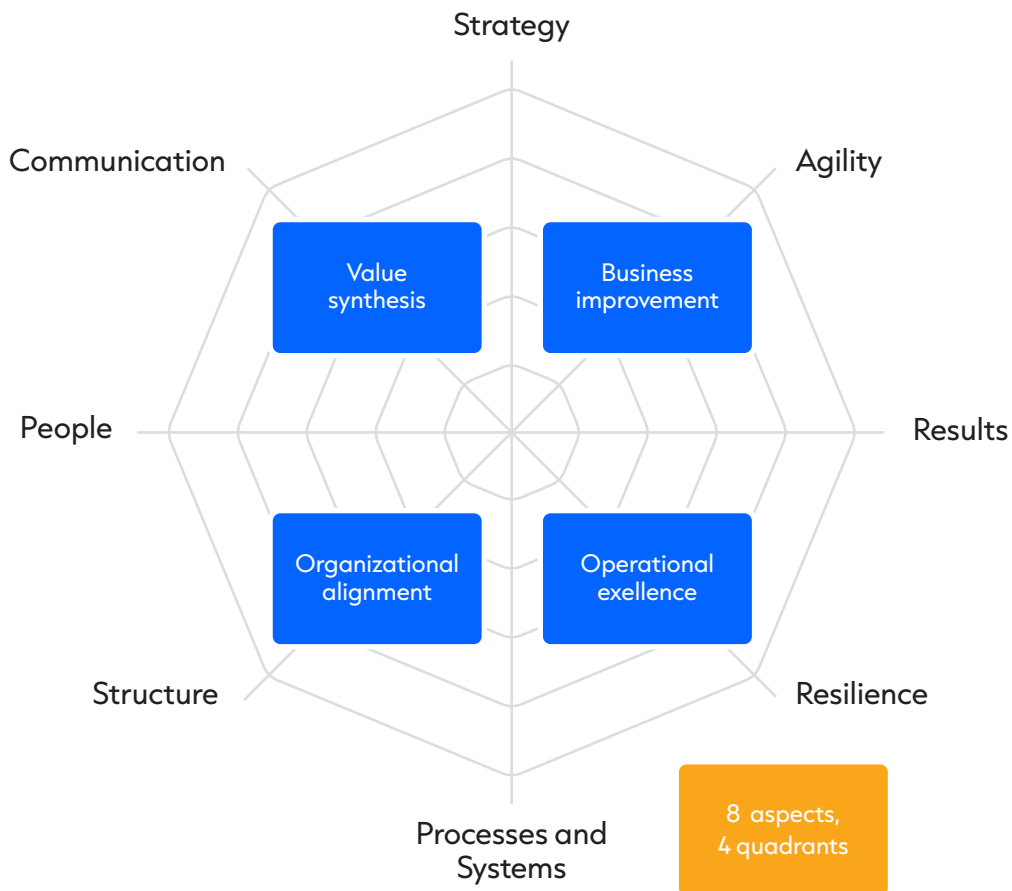 Strategy
Communication
Agility
Value
synthesis
Business
improvement
People
Results
Organizational
alignment
Operational
exellence
Structure
Resilience
Processes and
Systems
8 aspects,
4 quadrants